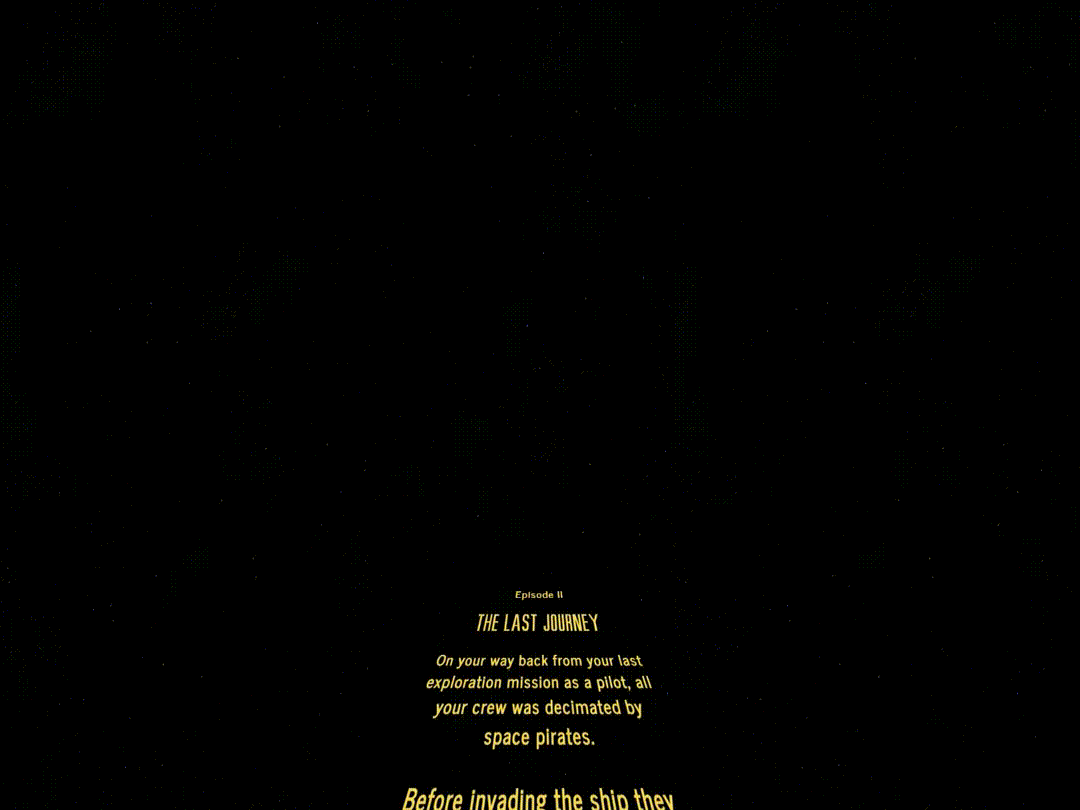 Episode II
THE LAST JOURNEY
On your way back from your last
exploration mission as a pilot, all
your crew was decimated by
space pirates.
Before invading the ship they